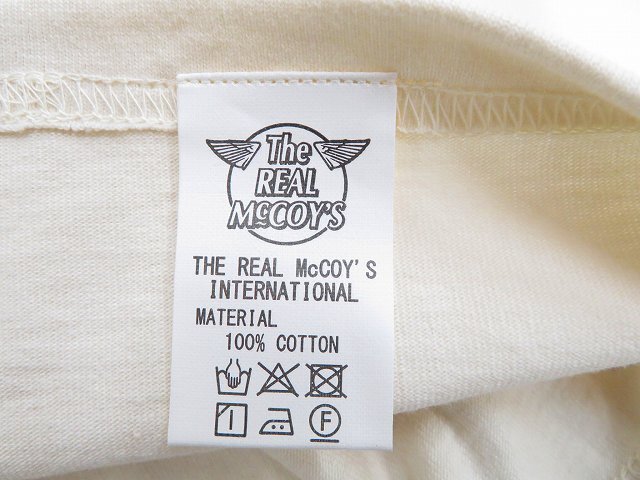 The
REAL
McCOY'S
THE REAL McCOY'S
INTERNATIONAL
MATERIAL
100% COTTON
F